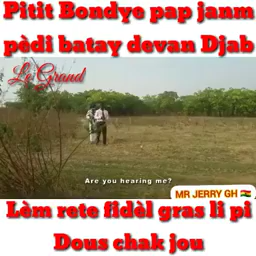 Pitit Bondye pap janm
pèdi batay devan Djab
Le Grand
Are you hearing me?
MR JERRY GH
Lèm rete fidèl gras li pi
Dous chak jou